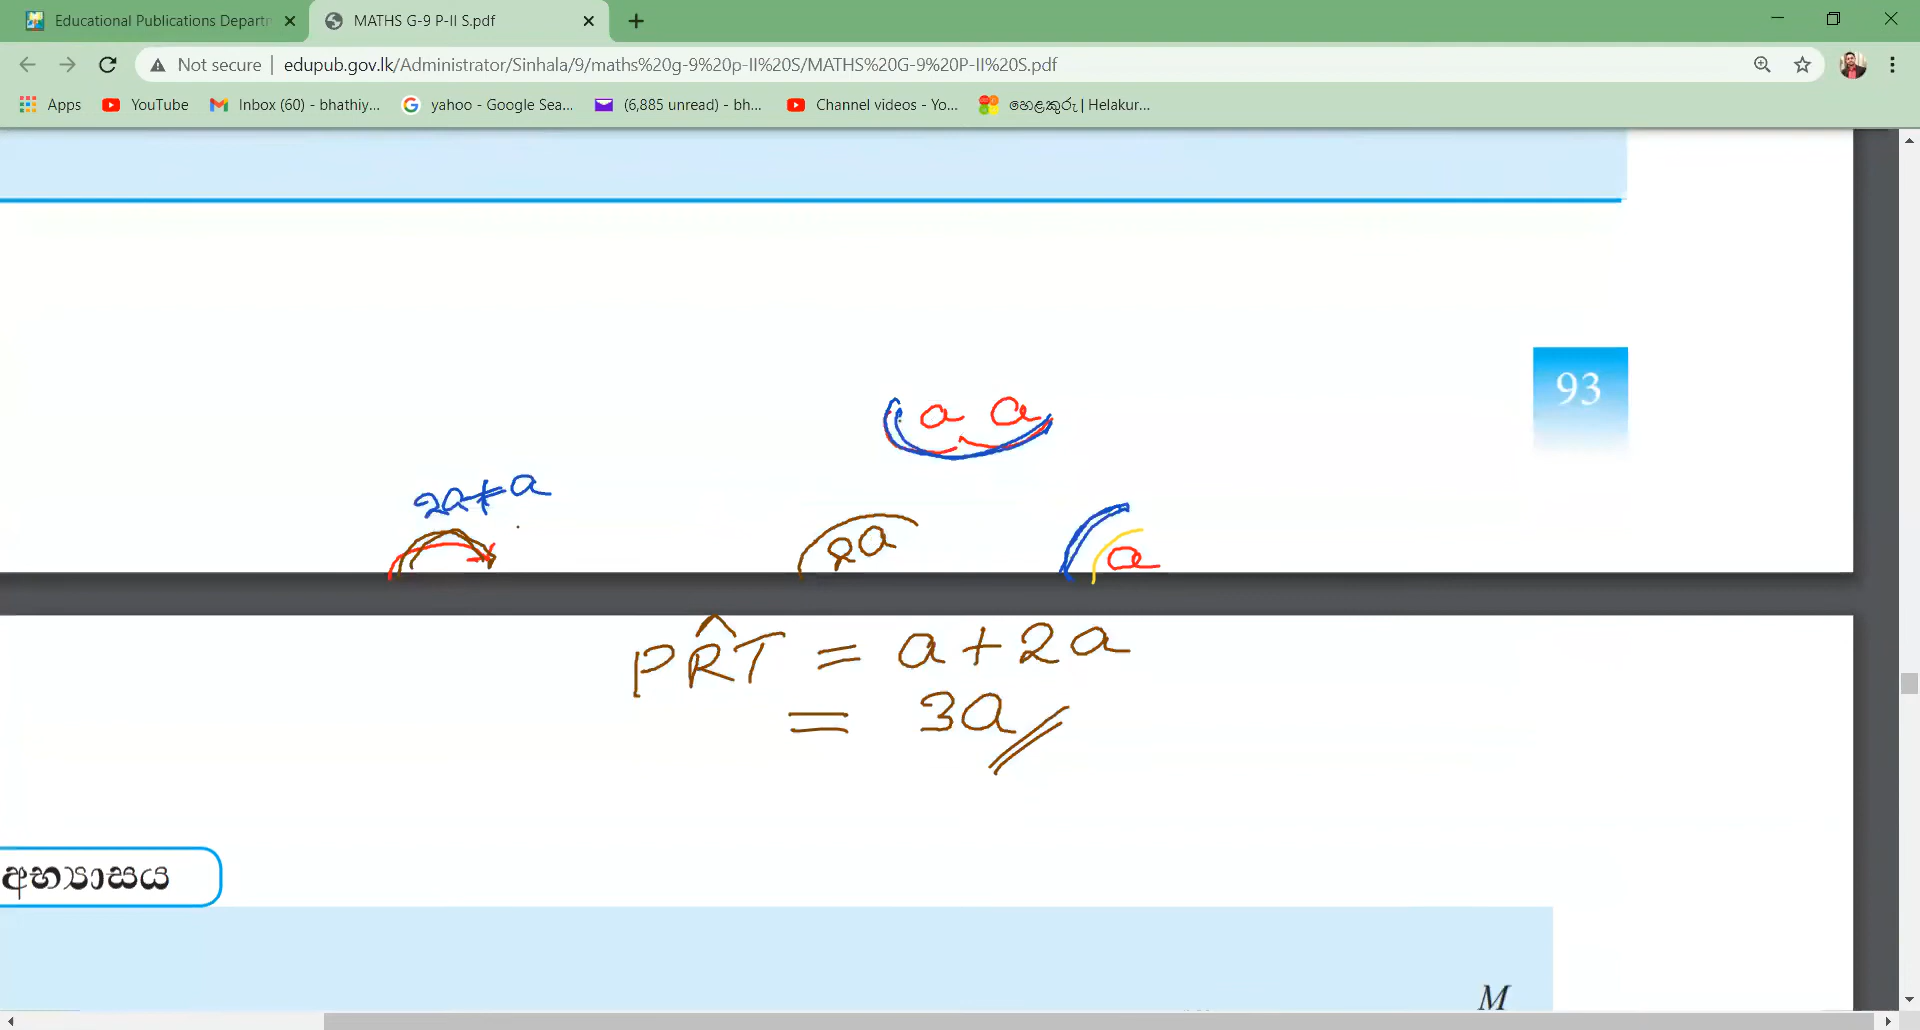 Educational Publications Departn
MATHS G-9 P-II S.pdf
Not secure | edupub.gov.lk/Administrator/Sinhala/9/maths%20g-9%20p-II%20S/MATHS%20G-9%20P-II%20S.pdf
Apps YouTube Inbox (60) - bhathiy... yahoo - Google Sea... (6,885 unread) - bh... Channel videos - Yo... හෙළකුරු | Helakur...
93
a a
2a+a
2a
a
PR̂T = a+2a
= 3a
අභ්‍යාසය
M